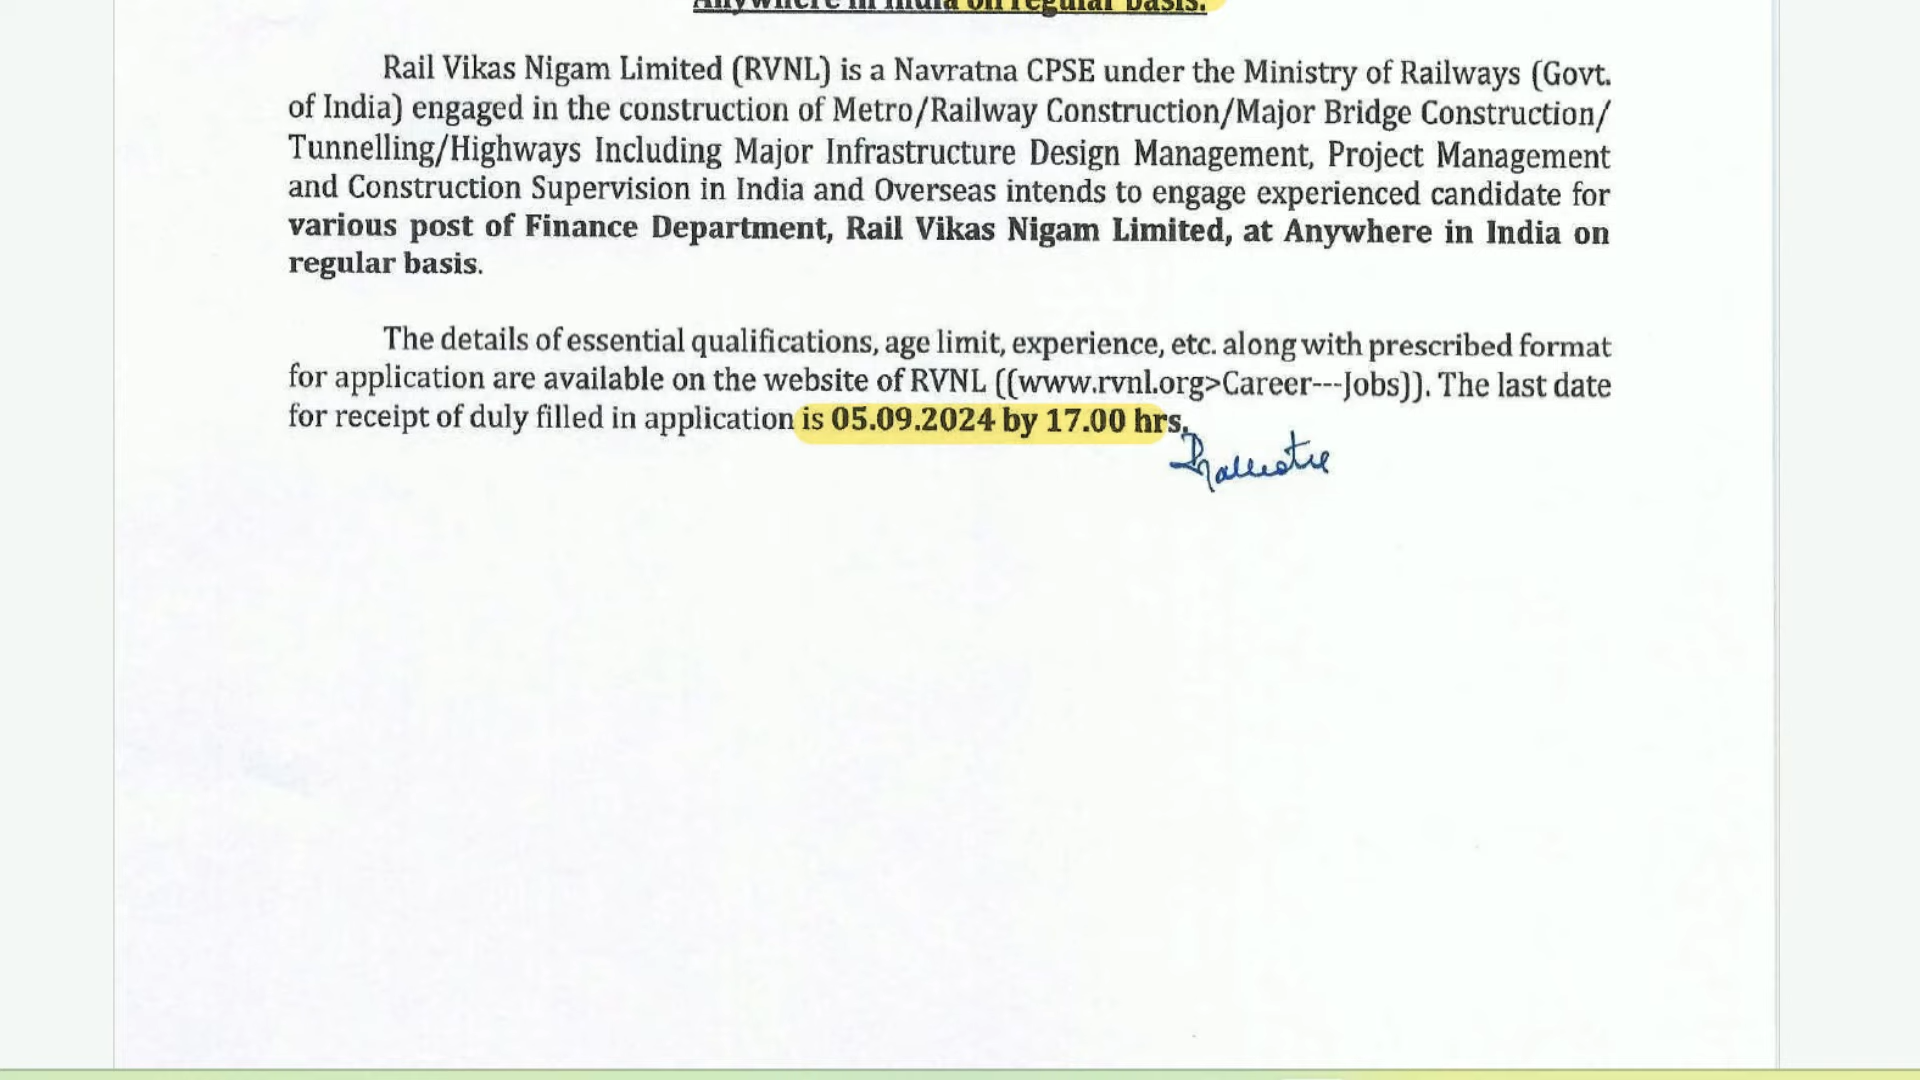 Anywhere in India on regular basis.
Rail Vikas Nigam Limited (RVNL) is a Navratna CPSE under the Ministry of Railways (Govt.
of India) engaged in the construction of Metro/Railway Construction/Major Bridge Construction/
Tunnelling/Highways Including Major Infrastructure Design Management, Project Management
and Construction Supervision in India and Overseas intends to engage experienced candidate for
various post of Finance Department, Rail Vikas Nigam Limited, at Anywhere in India on
regular basis.
The details of essential qualifications, age limit, experience, etc. along with prescribed format
for application are available on the website of RVNL ((www.rvnl.org>Career---Jobs)). The last date
for receipt of duly filled in application is 05.09.2024 by 17.00 hrs.